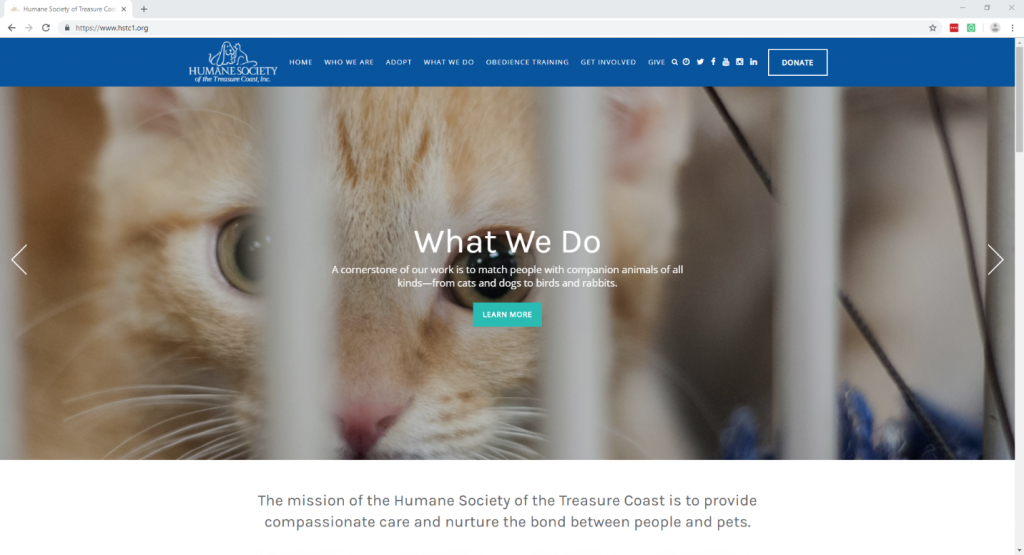 Humane Society of Treasure Coa
https://www.hstc1.org
HUMANE SOCIETY
of the Treasure Coast, Inc.
HOME WHO WE ARE ADOPT WHAT WE DO OBEDIENCE TRAINING GET INVOLVED GIVE DONATE
What We Do
A cornerstone of our work is to match people with companion animals of all
kinds—from cats and dogs to birds and rabbits.
LEARN MORE
The mission of the Humane Society of the Treasure Coast is to provide
compassionate care and nurture the bond between people and pets.